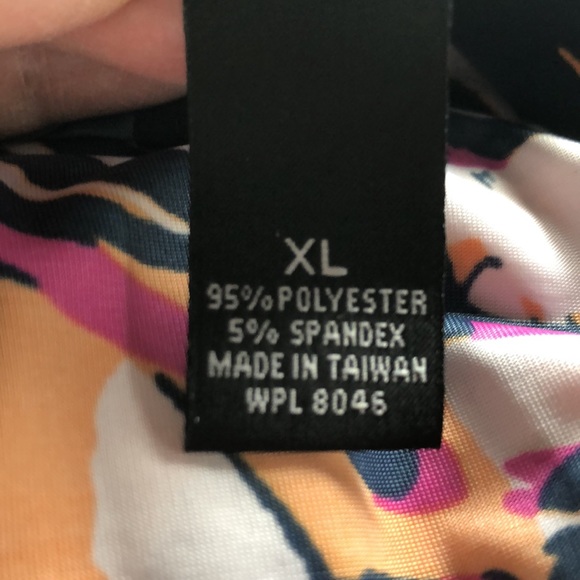 XL
95% POLYESTER
5% SPANDEX
MADE IN TAIWAN
WPL 8046